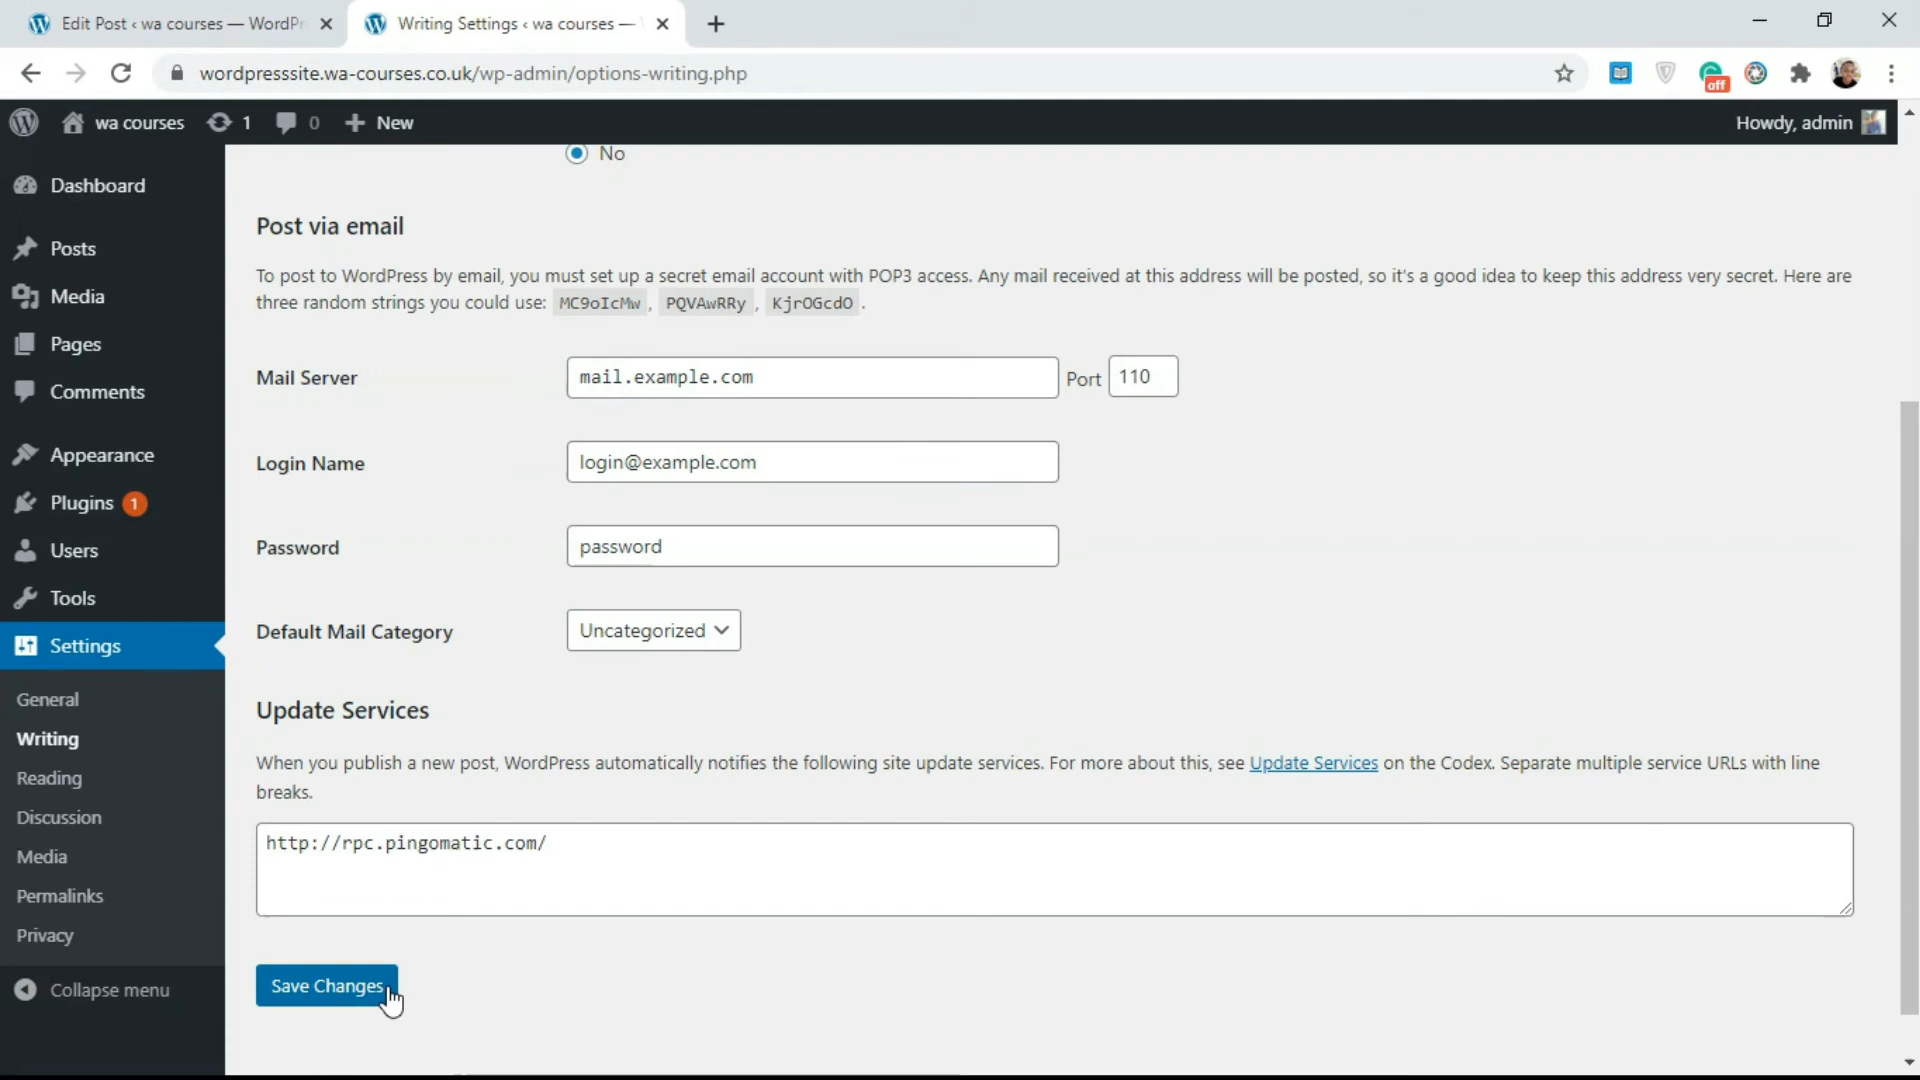 Edit Post ‹ wa courses — WordPr
Writing Settings ‹ wa courses —
wordpresssite.wa-courses.co.uk/wp-admin/options-writing.php
off
wa courses
1
0
New
Howdy, admin
Dashboard
Posts
Media
Pages
Comments
Appearance
Plugins 1
Users
Tools
Settings
General
Writing
Reading
Discussion
Media
Permalinks
Privacy
Collapse menu
No
Post via email
To post to WordPress by email, you must set up a secret email account with POP3 access. Any mail received at this address will be posted, so it's a good idea to keep this address very secret. Here are
three random strings you could use: MC9oIcMw , PQVAwRRy , KjrOGcdO .
Mail Server mail.example.com Port 110
Login Name login@example.com
Password password
Default Mail Category Uncategorized
Update Services
When you publish a new post, WordPress automatically notifies the following site update services. For more about this, see Update Services on the Codex. Separate multiple service URLs with line
breaks.
http://rpc.pingomatic.com/
Save Changes